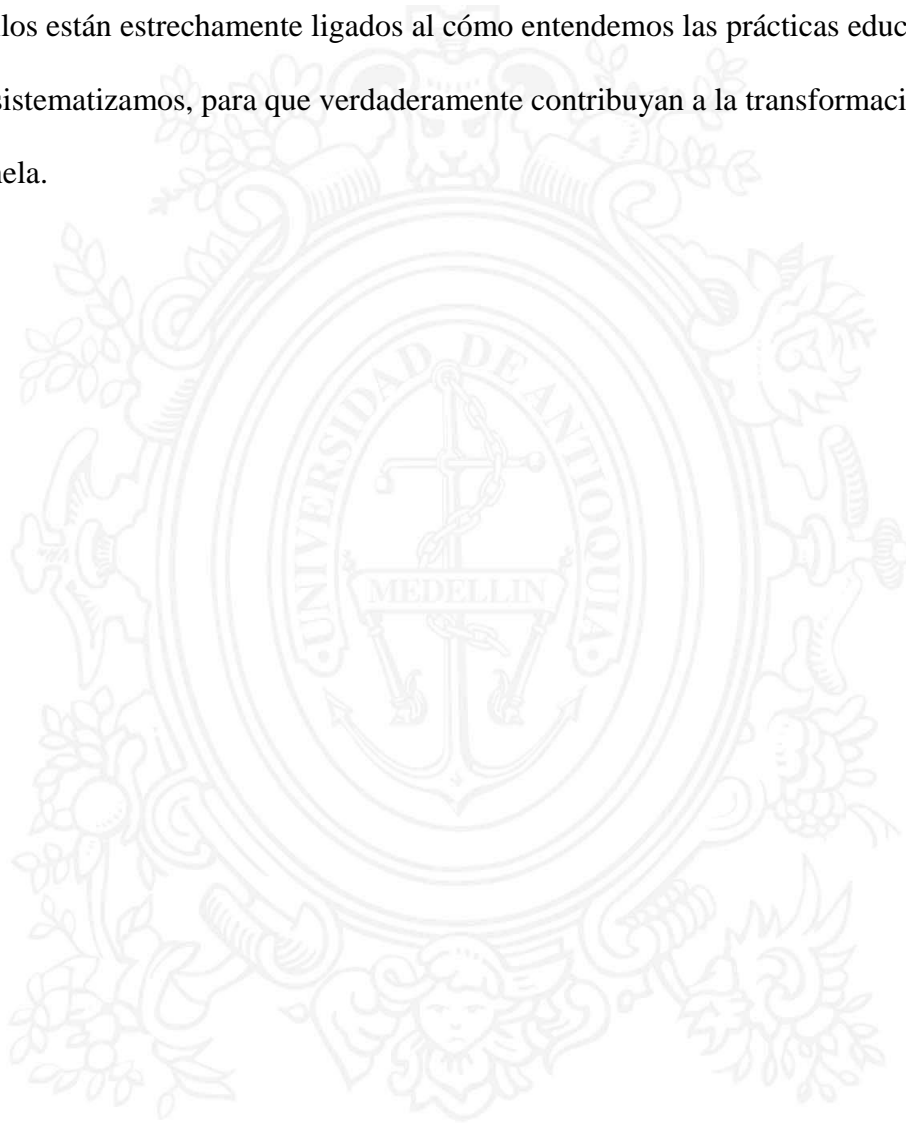 los están estrechamente ligados al cómo entendemos las prácticas educ
sistematizamos, para que verdaderamente contribuyan a la transformaci
ela.
UNIVERSIDAD DE ANTIOQUIA
MEDELLIN